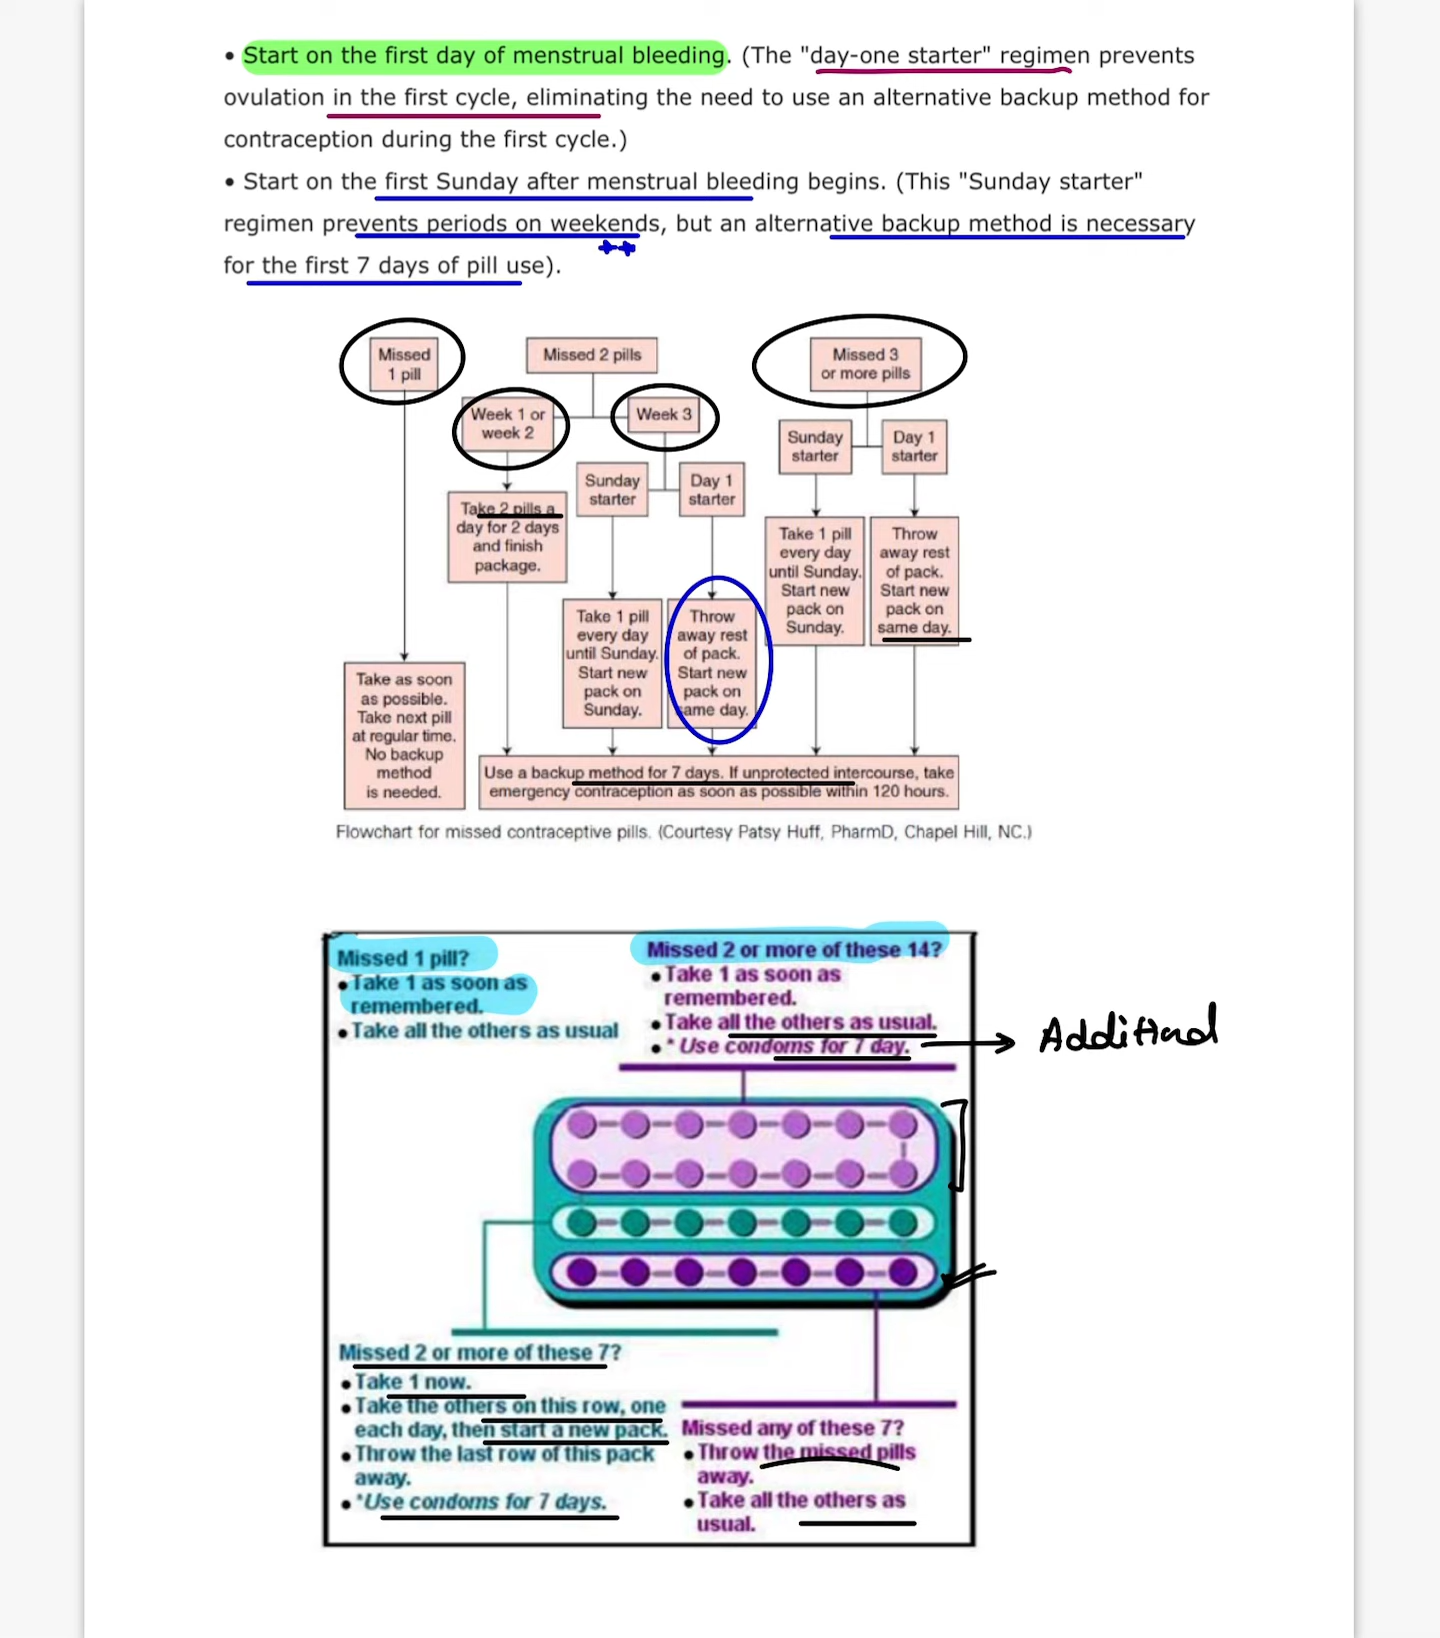 • Start on the first day of menstrual bleeding. (The "day-one starter" regimen prevents
ovulation in the first cycle, eliminating the need to use an alternative backup method for
contraception during the first cycle.)
• Start on the first Sunday after menstrual bleeding begins. (This "Sunday starter"
regimen prevents periods on weekends, but an alternative backup method is necessary
for the first 7 days of pill use).
Missed
1 pill
Take as soon
as possible.
Take next pill
at regular time.
No backup
method
is needed.
Missed 2 pills
Week 1 or
week 2
Take 2 pills a
day for 2 days
and finish
package.
Week 3
Sunday
starter
Take 1 pill
every day
until Sunday.
Start new
pack on
Sunday.
Day 1
starter
Throw
away rest
of pack.
Start new
pack on
same day.
Missed 3
or more pills
Sunday
starter
Take 1 pill
every day
until Sunday.
Start new
pack on
Sunday.
Day 1
starter
Throw
away rest
of pack.
Start new
pack on
same day.
Use a backup method for 7 days. If unprotected intercourse, take
emergency contraception as soon as possible within 120 hours.
Flowchart for missed contraceptive pills. (Courtesy Patsy Huff, PharmD, Chapel Hill, NC.)
Missed 1 pill?
• Take 1 as soon as
remembered.
• Take all the others as usual
Missed 2 or more of these 14?
• Take 1 as soon as
remembered.
• Take all the others as usual.
• * Use condoms for 7 day.
Missed 2 or more of these 7?
• Take 1 now.
• Take the others on this row, one
each day, then start a new pack.
• Throw the last row of this pack
away.
• *Use condoms for 7 days.
Missed any of these 7?
• Throw the missed pills
away.
• Take all the others as
usual.